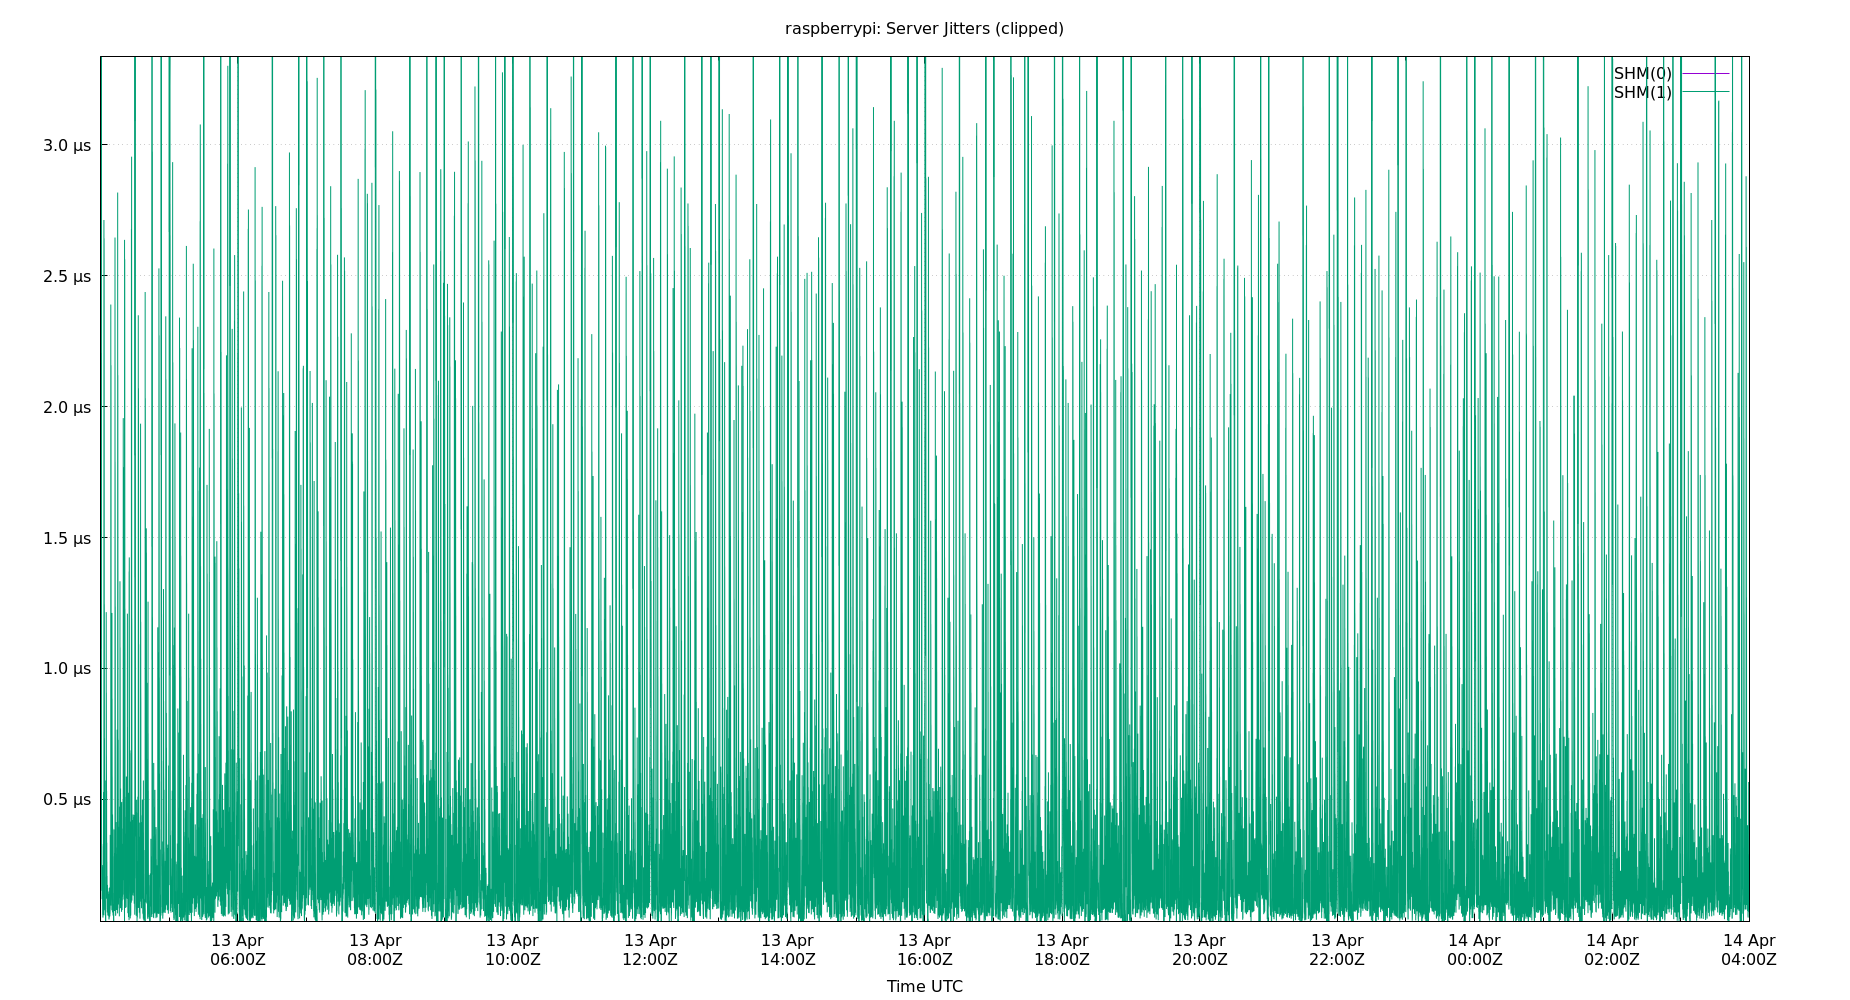 raspberrypi: Server Jitters (clipped)
SHM(0)
SHM(1)
3.0 µs
2.5 µs
2.0 µs
1.5 µs
1.0 µs
0.5 µs
13 Apr 13 Apr 13 Apr 13 Apr 13 Apr 13 Apr 13 Apr 13 Apr 13 Apr 14 Apr 14 Apr 14 Apr
06:00Z 08:00Z 10:00Z 12:00Z 14:00Z 16:00Z 18:00Z 20:00Z 22:00Z 00:00Z 02:00Z 04:00Z
Time UTC